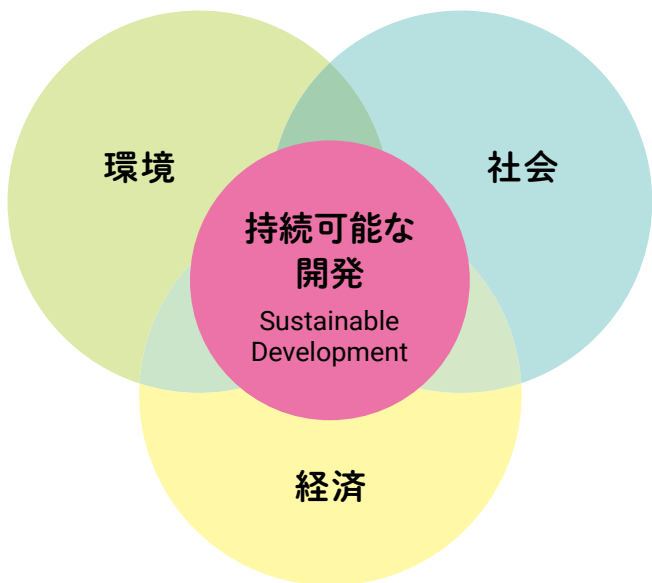 環境
社会
持続可能な
開発
Sustainable
Development
経済